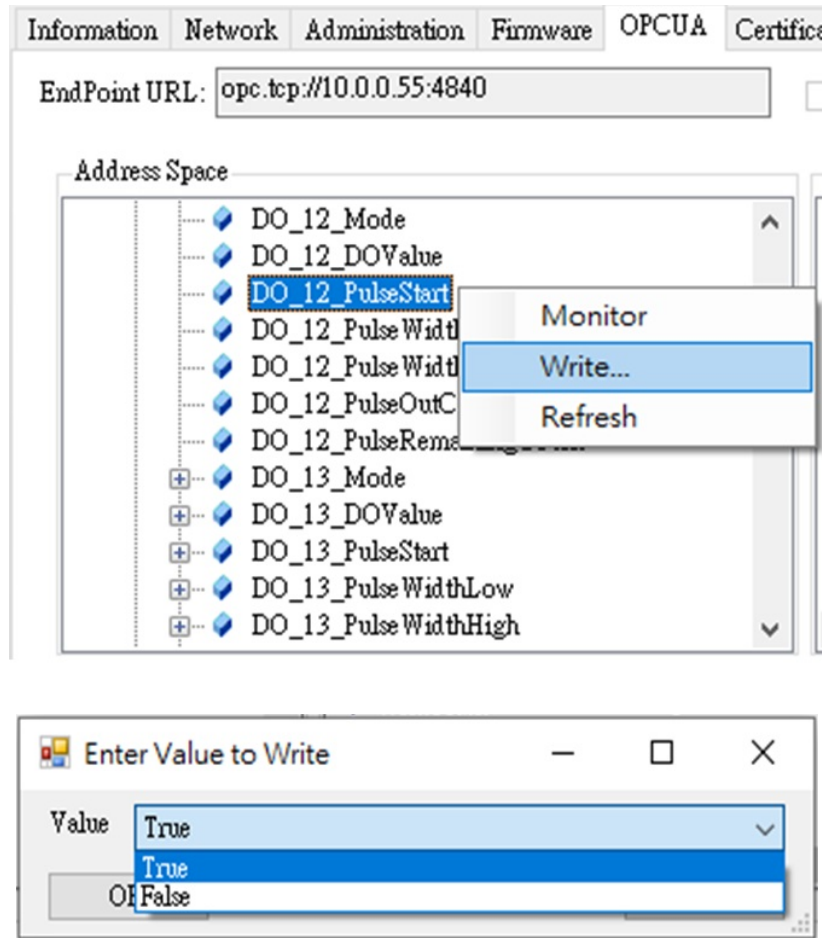 Information Network Administration Firmware OPCUA
EndPoint URL: opc.tcp://10.0.0.55:4840
Address Space
DO_12_Mode
DO_12_DOValue
DO_12_PulseStart
Monitor
DO_12_PulseWidt
Write...
DO_12_PulseWidt
DO_12_PulseOutC
Refresh
DO_12_PulseRema
DO_13_Mode
DO_13_DOValue
DO_13_PulseStart
DO_13_PulseWidthLow
DO_13_PulseWidthHigh
Enter Value to Write
Value True
True
False